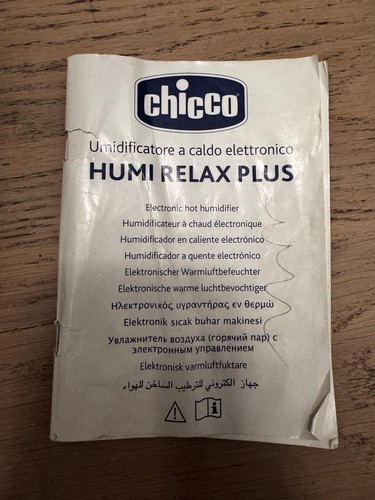 chicco
Umidificatore a caldo elettronico
HUMI RELAX PLUS
Electronic hot humidifier
Humidificateur à chaud électronique
Humidificador en caliente electrónico
Humidificador a quente electrónico
Elektronischer Warmluftbefeuchter
Elektronische warme luchtbevochtiger
Ηλεκτρονικός υγραντήρας εν θερμώ
Elektronik sıcak buhar makinesi
Увлажнитель воздуха (горячий пар) с
электронным управлением
Elektronisk varmluftfuktare
جهاز الكتروني للترطيب الساخن للهواء